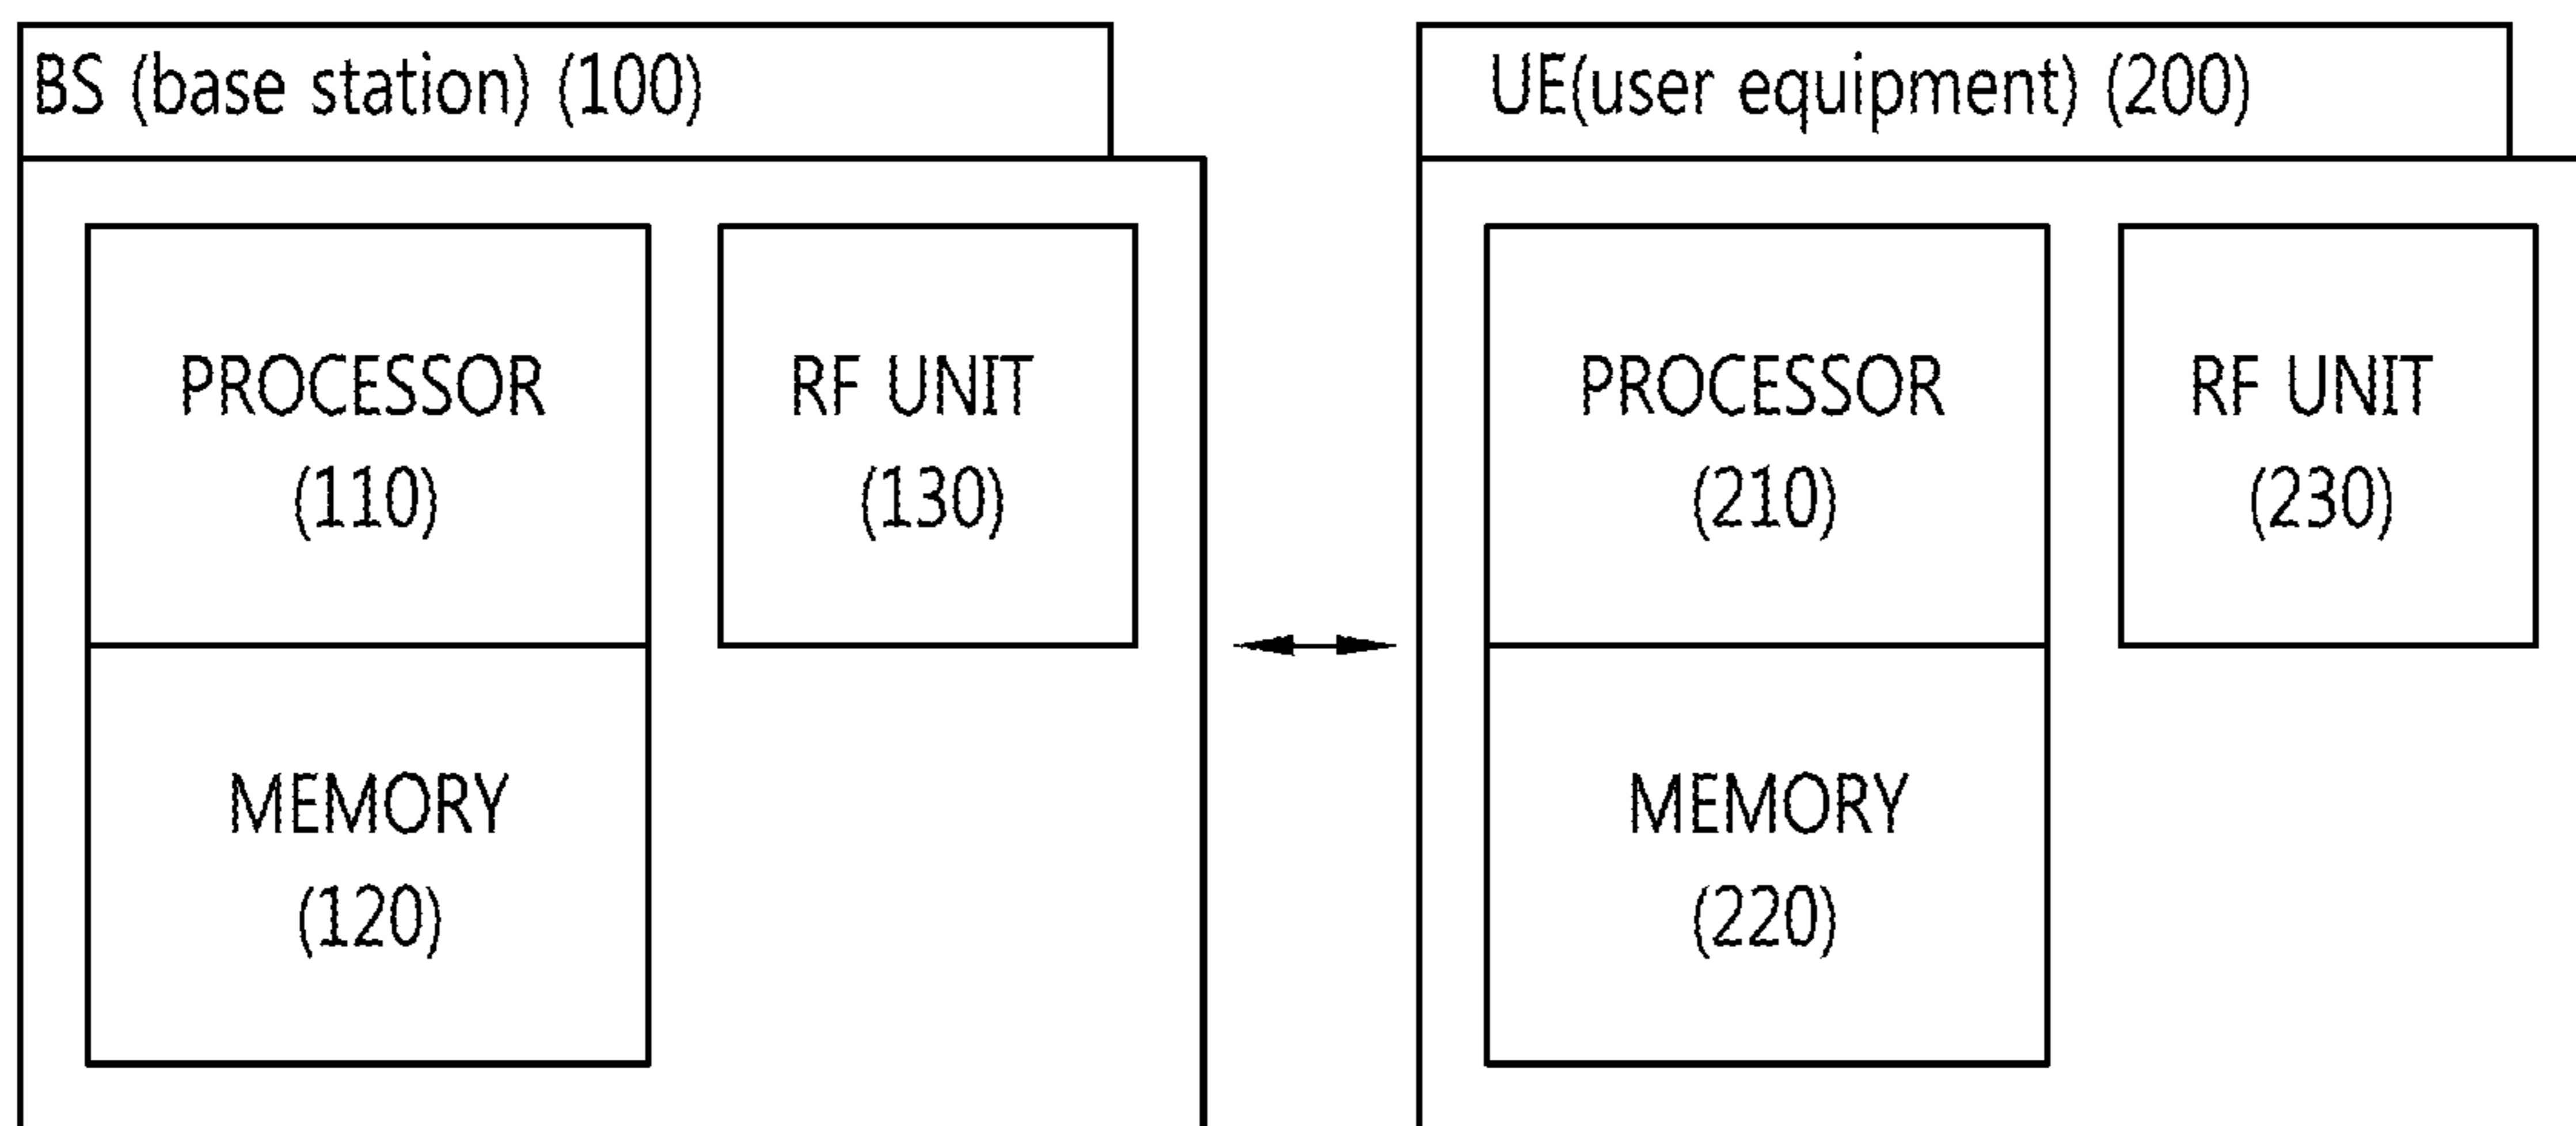 BS (base station) (100)
PROCESSOR
(110)
RF UNIT
(130)
MEMORY
(120)
UE(user equipment) (200)
PROCESSOR
(210)
RF UNIT
(230)
MEMORY
(220)